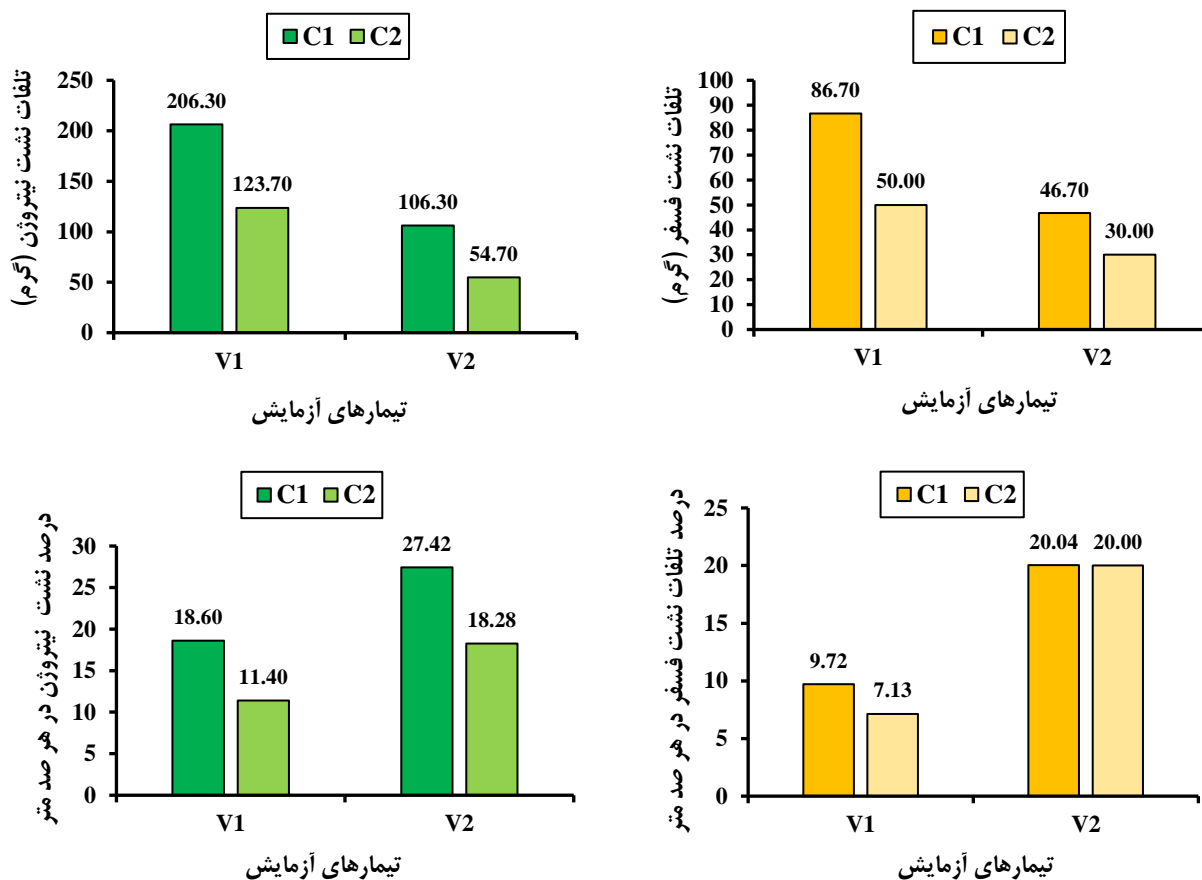 C1 C2
تلفات نشت نیتروژن (گرم)
250
200
150
100
50
0
206.30
123.70
106.30
54.70
V1 V2
تیمارهای آزمایش
C1 C2
تلفات نشت فسفر (گرم)
100
90
80
70
60
50
40
30
20
10
0
86.70
50.00
46.70
30.00
V1 V2
تیمارهای آزمایش
C1 C2
درصد نشت نیتروژن در هر صد متر
30
25
20
15
10
5
0
18.60
11.40
27.42
18.28
V1 V2
تیمارهای آزمایش
C1 C2
درصد تلفات نشت فسفر در هر صد متر
25
20
15
10
5
0
9.72
7.13
20.04
20.00
V1 V2
تیمارهای آزمایش